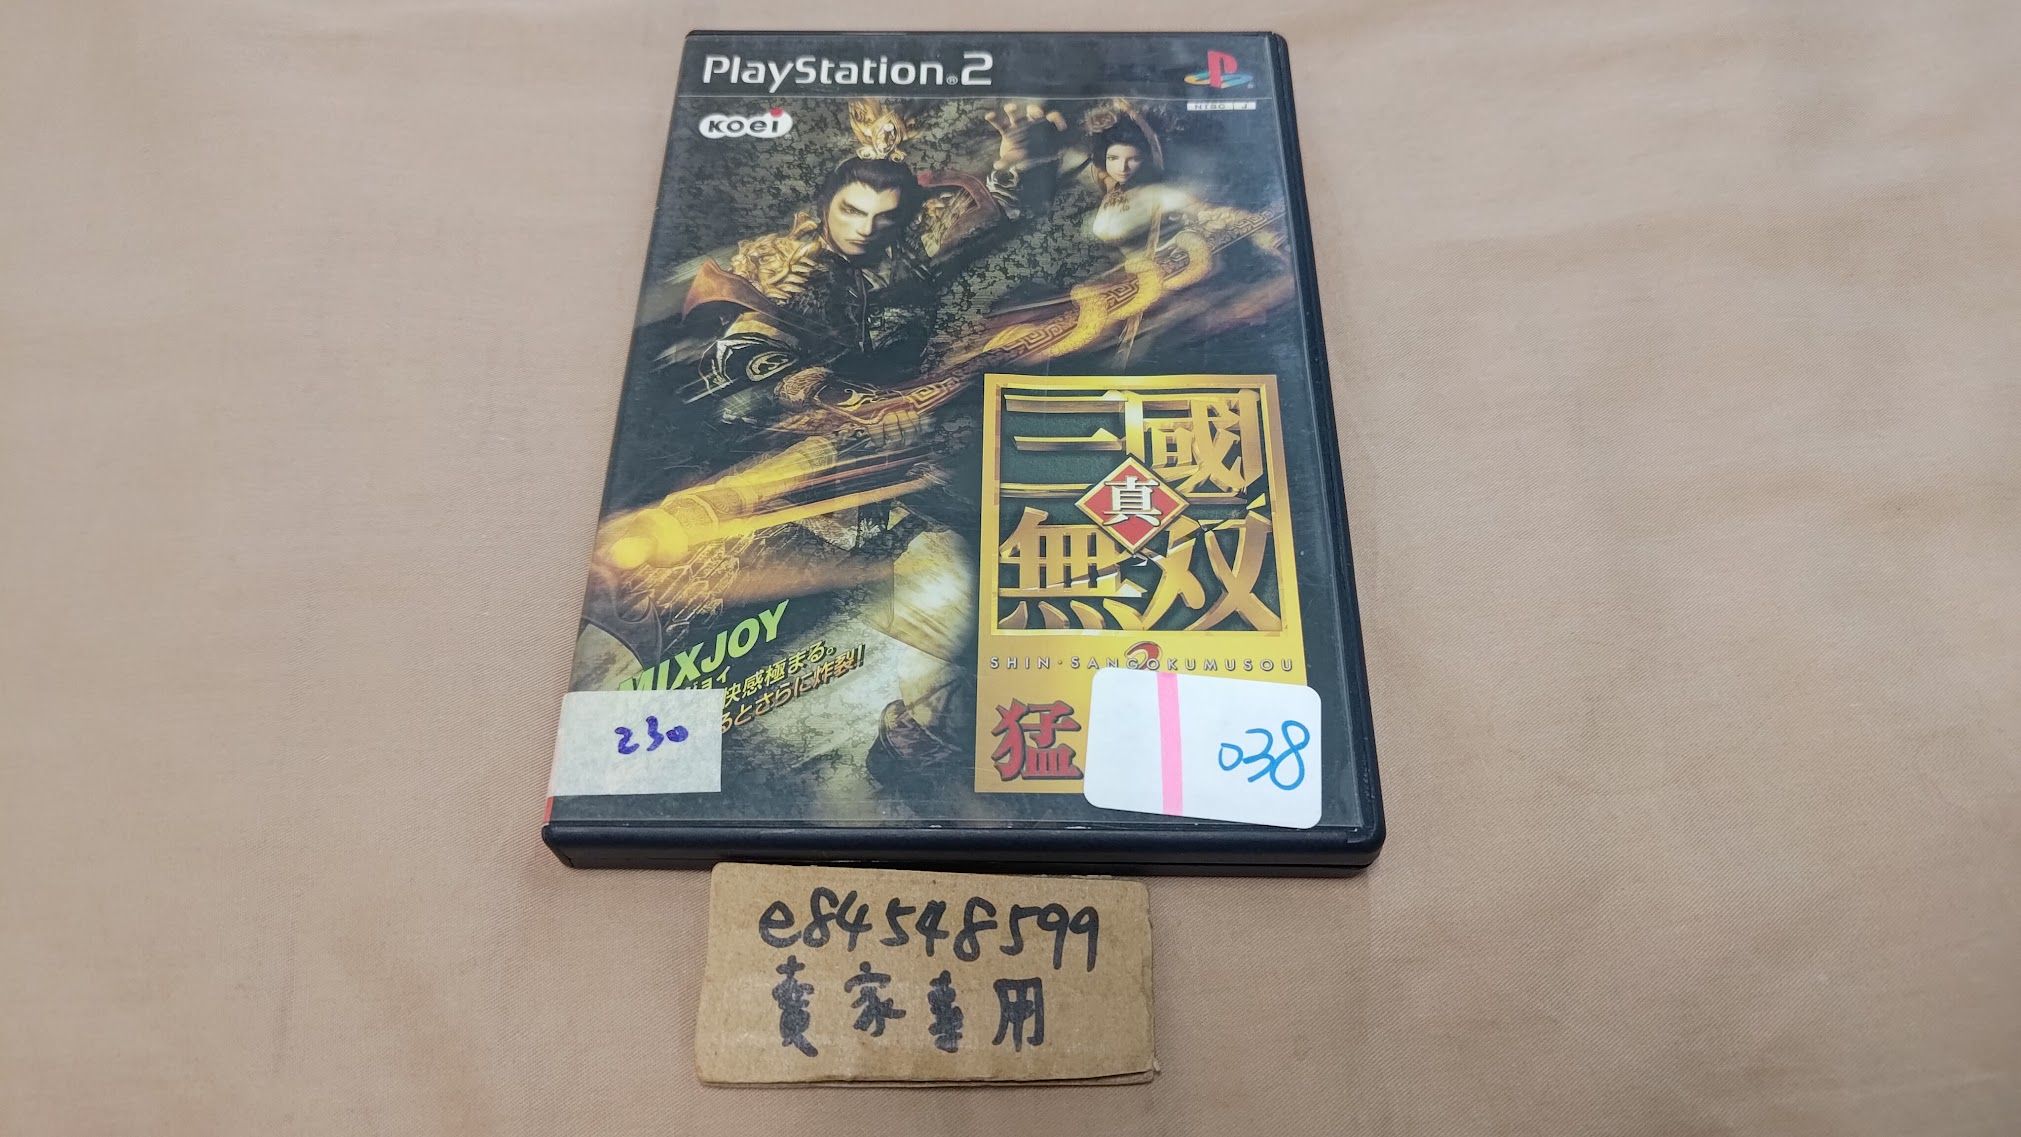 PlayStation®2
NTSC J
KOEI
三國
真
無双
2
SHIN・SANGOKUMUSOU
MIXJOY
快感極まる。
るとさらに炸裂!!
猛
230
038
e84548599
賣家專用